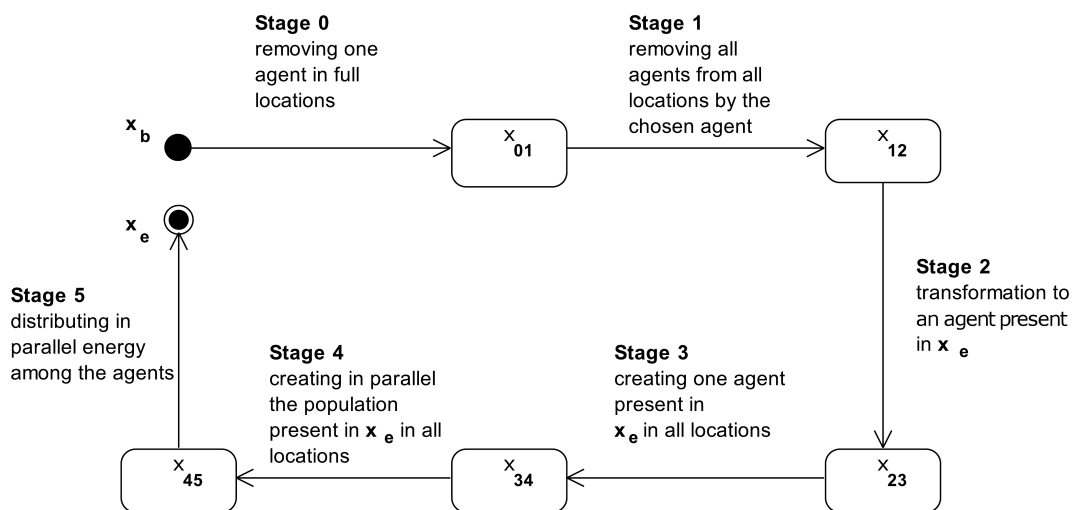 Stage 0
removing one
agent in full
locations
Stage 1
removing all
agents from all
locations by the
chosen agent
x b
x 01
x 12
x e
Stage 2
transformation to
an agent present
in x e
Stage 5
distributing in
parallel energy
among the agents
Stage 4
creating in parallel
the population
present in x e in all
locations
Stage 3
creating one agent
present in
x e in all locations
x 45
x 34
x 23